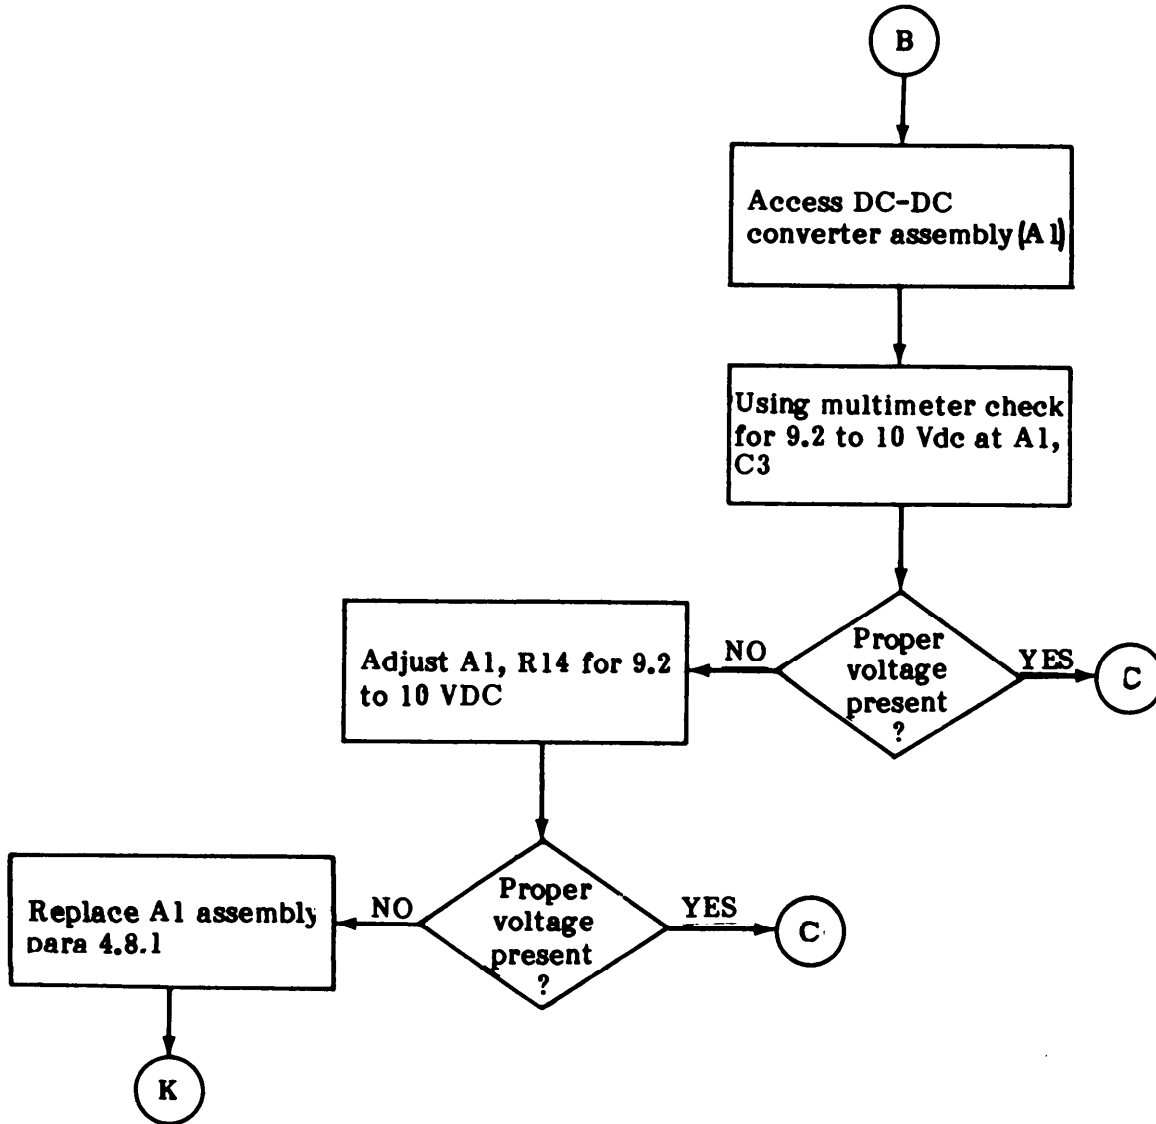 B
Access DC-DC
converter assembly (A1)
Using multimeter check
for 9.2 to 10 Vdc at A1,
C3
Proper
voltage
present
?
YES
C
NO
Adjust A1, R14 for 9.2
to 10 VDC
Proper
voltage
present
?
YES
C
NO
Replace A1 assembly
para 4.8.1
K